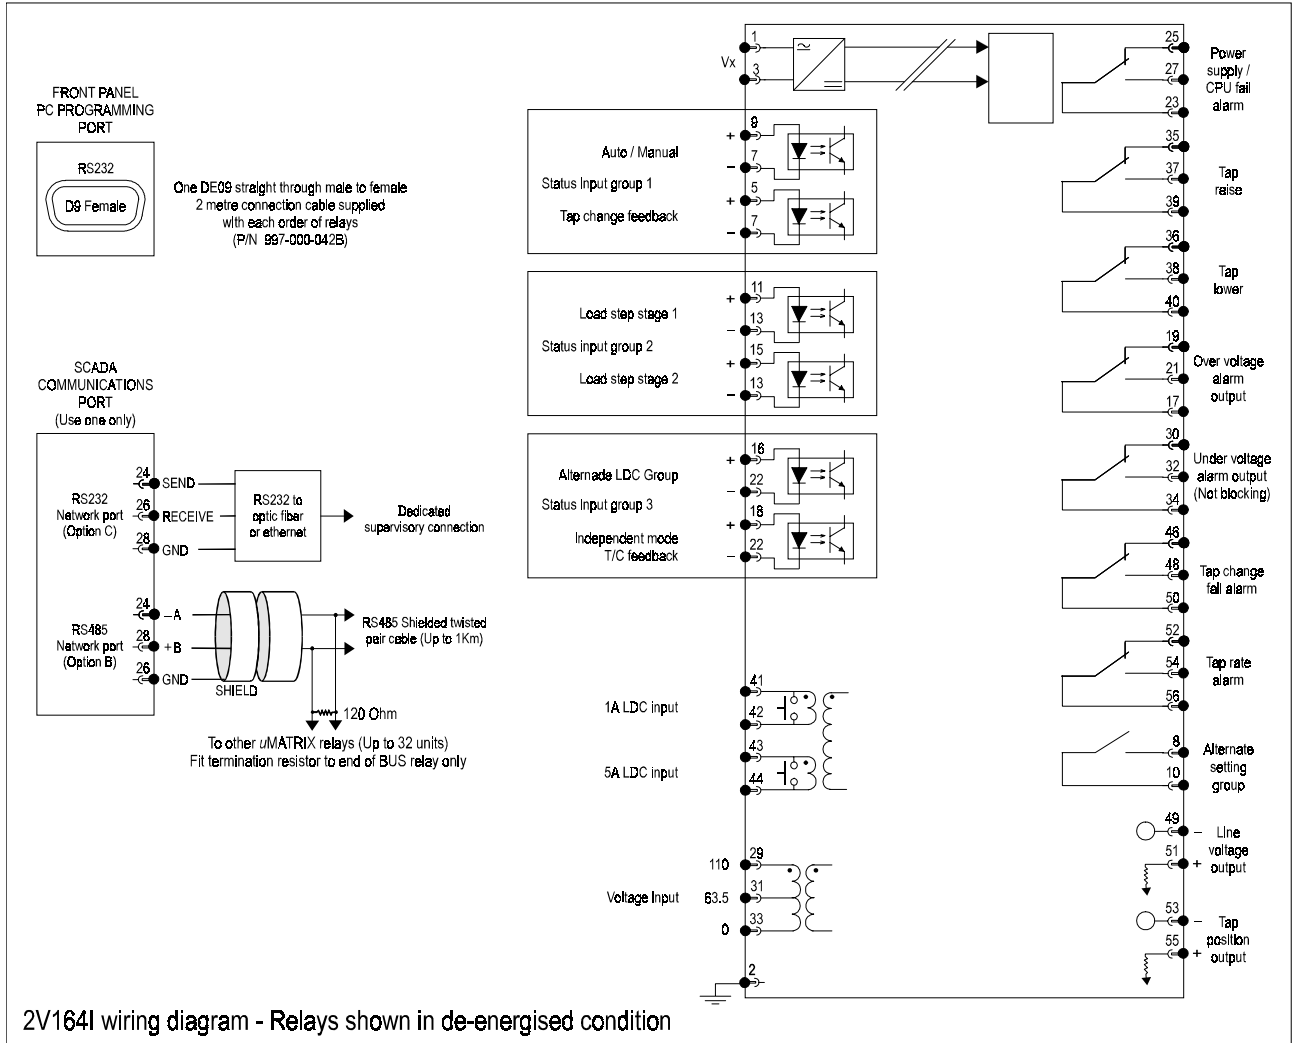 FRONT PANEL
PC PROGRAMMING
PORT
RS232
D9 Female
One DE09 straight through male to female
2 metre connection cable supplied
with each order of relays
(P/N 997-000-042B)
SCADA
COMMUNICATIONS
PORT
(Use one only)
24
SEND
RS232
Network port
(Option C)
26
RECEIVE
28
GND
RS232 to
optic fiber
or ethernet
Dedicated
supervisory connection
24
–A
RS485
Network port
(Option B)
28
+B
26
GND
SHIELD
RS485 Shielded twisted
pair cable (Up to 1Km)
120 Ohm
To other uMATRIX relays (Up to 32 units)
Fit termination resistor to end of BUS relay only
Vx
1
3
9
+
Auto / Manual
7
–
Status Input group 1
5
+
Tap change feedback
7
–
11
+
Load step stage 1
13
–
Status input group 2
15
+
Load step stage 2
13
–
16
+
Alternade LDC Group
22
–
Status Input group 3
18
+
Independent mode
T/C feedback
22
–
41
1A LDC input
42
43
5A LDC input
44
110
29
Voltage Input
63.5
31
0
33
2
25
27
23
Power
supply /
CPU fail
alarm
35
37
39
Tap
raise
36
38
40
Tap
lower
19
21
17
Over voltage
alarm
output
30
32
34
Under voltage
alarm output
(Not blocking)
46
48
50
Tap change
fail alarm
52
54
56
Tap rate
alarm
8
10
Alternate
setting
group
49
–
51
+
Line
voltage
output
53
–
55
+
Tap
position
output
2V164I wiring diagram - Relays shown in de-energised condition